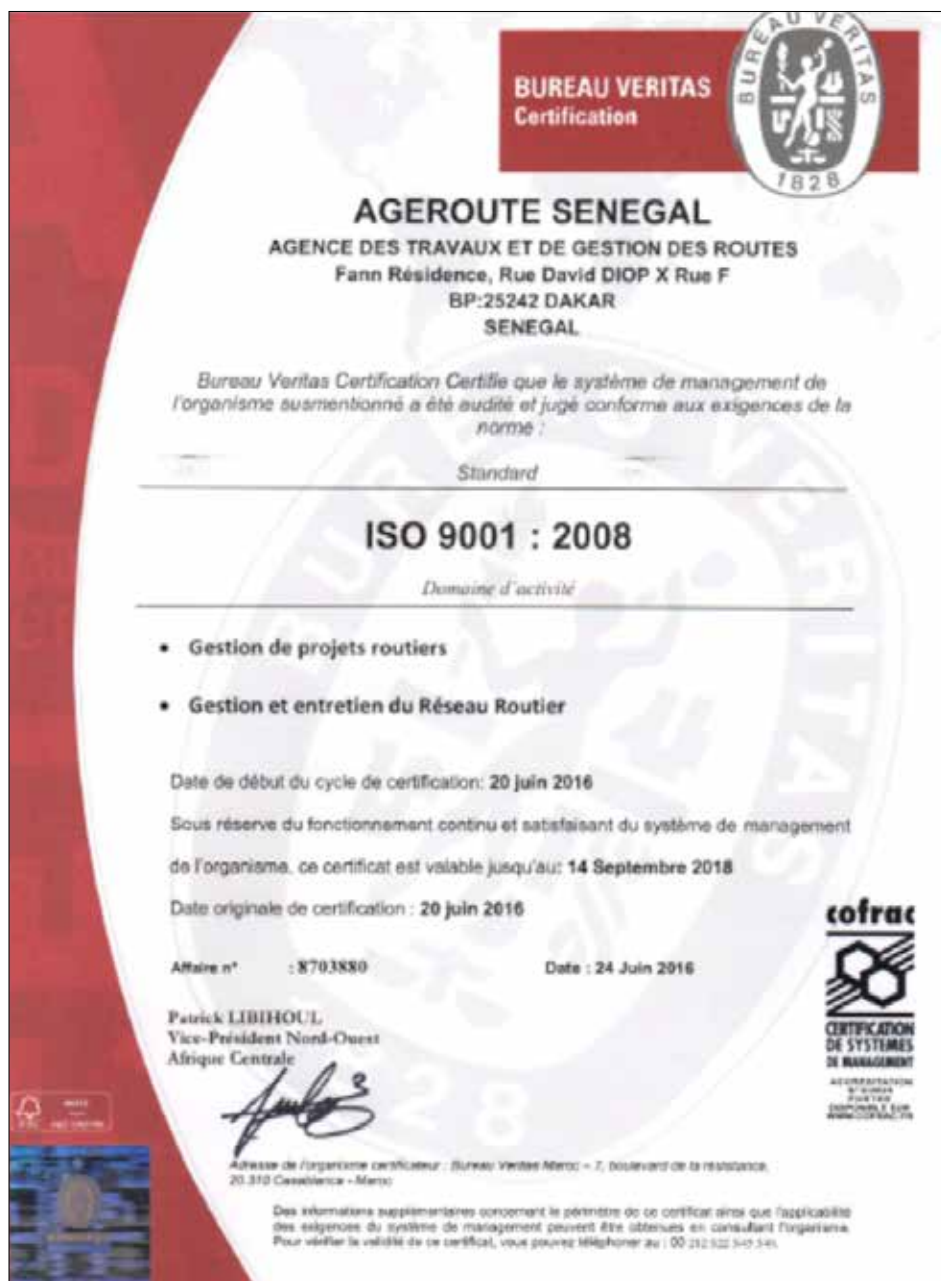 BUREAU VERITAS
Certification
BUREAU VERITAS
1828
AGEROUTE SENEGAL
AGENCE DES TRAVAUX ET DE GESTION DES ROUTES
Fann Résidence, Rue David DIOP X Rue F
BP:25242 DAKAR
SENEGAL
Bureau Veritas Certification Certifie que le système de management de
l'organisme susmentionné a été audité et jugé conforme aux exigences de la
norme :
Standard
ISO 9001 : 2008
Domaine d'activité
• Gestion de projets routiers
• Gestion et entretien du Réseau Routier
Date de début du cycle de certification: 20 juin 2016
Sous réserve du fonctionnement continu et satisfaisant du système de management
de l'organisme, ce certificat est valable jusqu'au: 14 Septembre 2018
Date originale de certification : 20 juin 2016
Affaire n° : 8703880 Date : 24 Juin 2016
Patrick LIBIHOUL
Vice-Président Nord-Ouest
Afrique Centrale
cofrac
CERTIFICATION
DE SYSTEMES
DE MANAGEMENT
ACCREDITATION
PORTEE
DISPONIBLE SUR
WWW.COFRAC.FR
Adresse de l'organisme certificateur : Bureau Veritas Maroc – 7, boulevard de la résistance,
20.310 Casablanca - Maroc
Des informations supplémentaires concernant le périmètre de ce certificat ainsi que l'applicabilité
des exigences du système de management peuvent être obtenues en consultant l'organisme.
Pour vérifier la validité de ce certificat, vous pouvez téléphoner au : 00